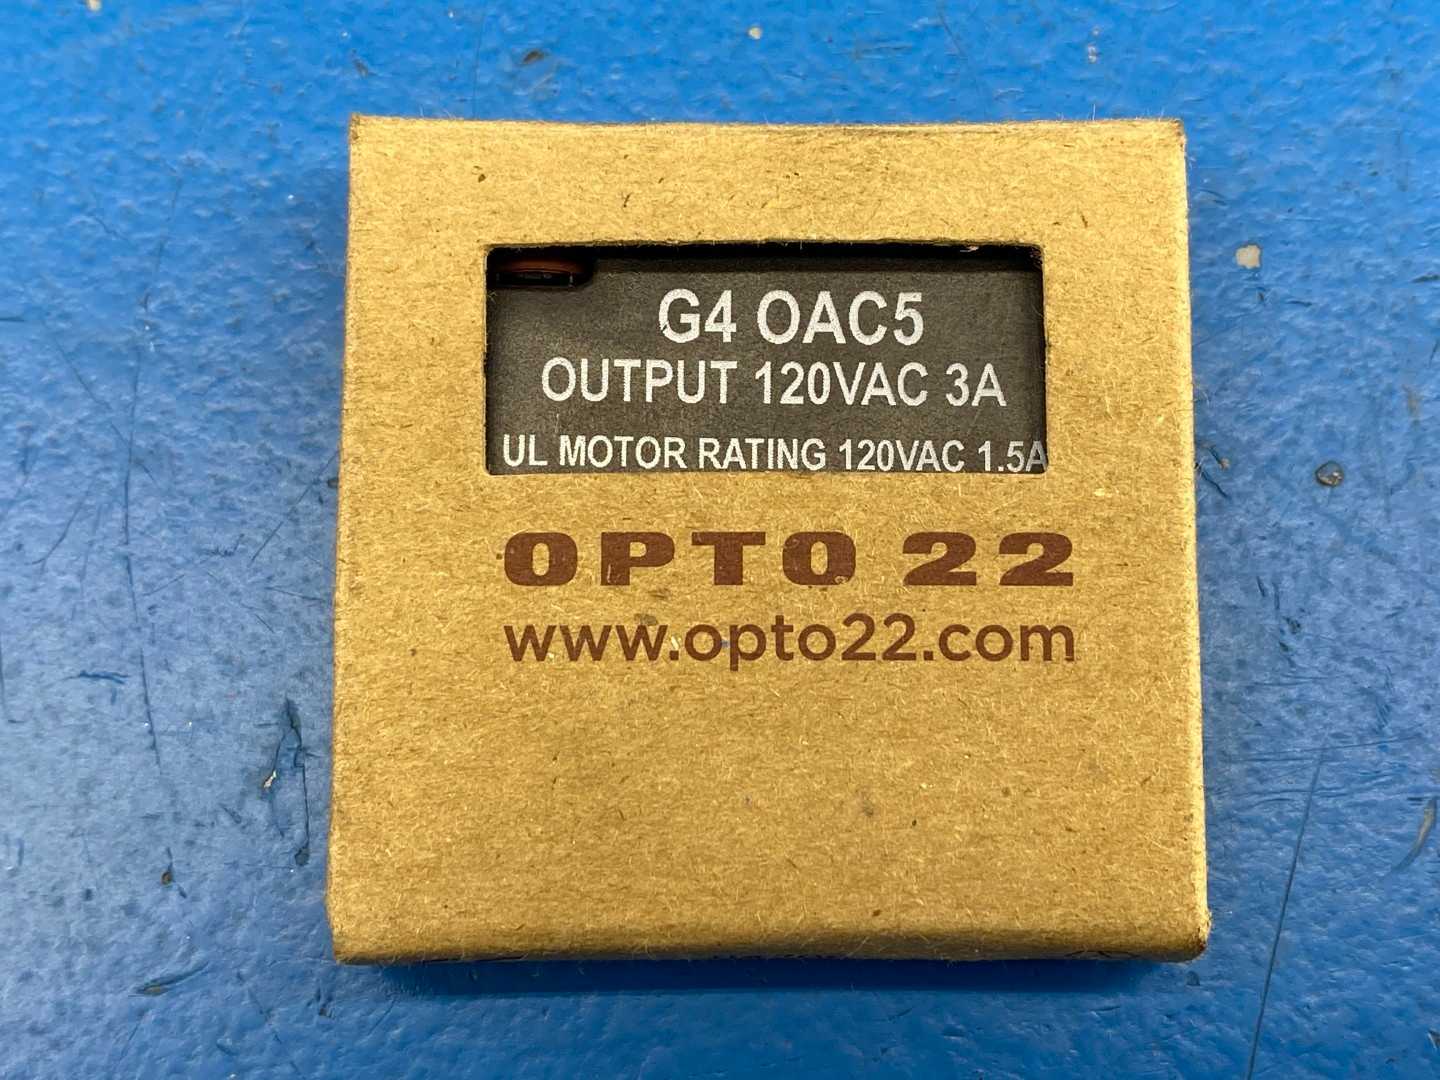 G4 OAC5
OUTPUT 120VAC 3A
UL MOTOR RATING 120VAC 1.5A
OPTO 22
www.opto22.com